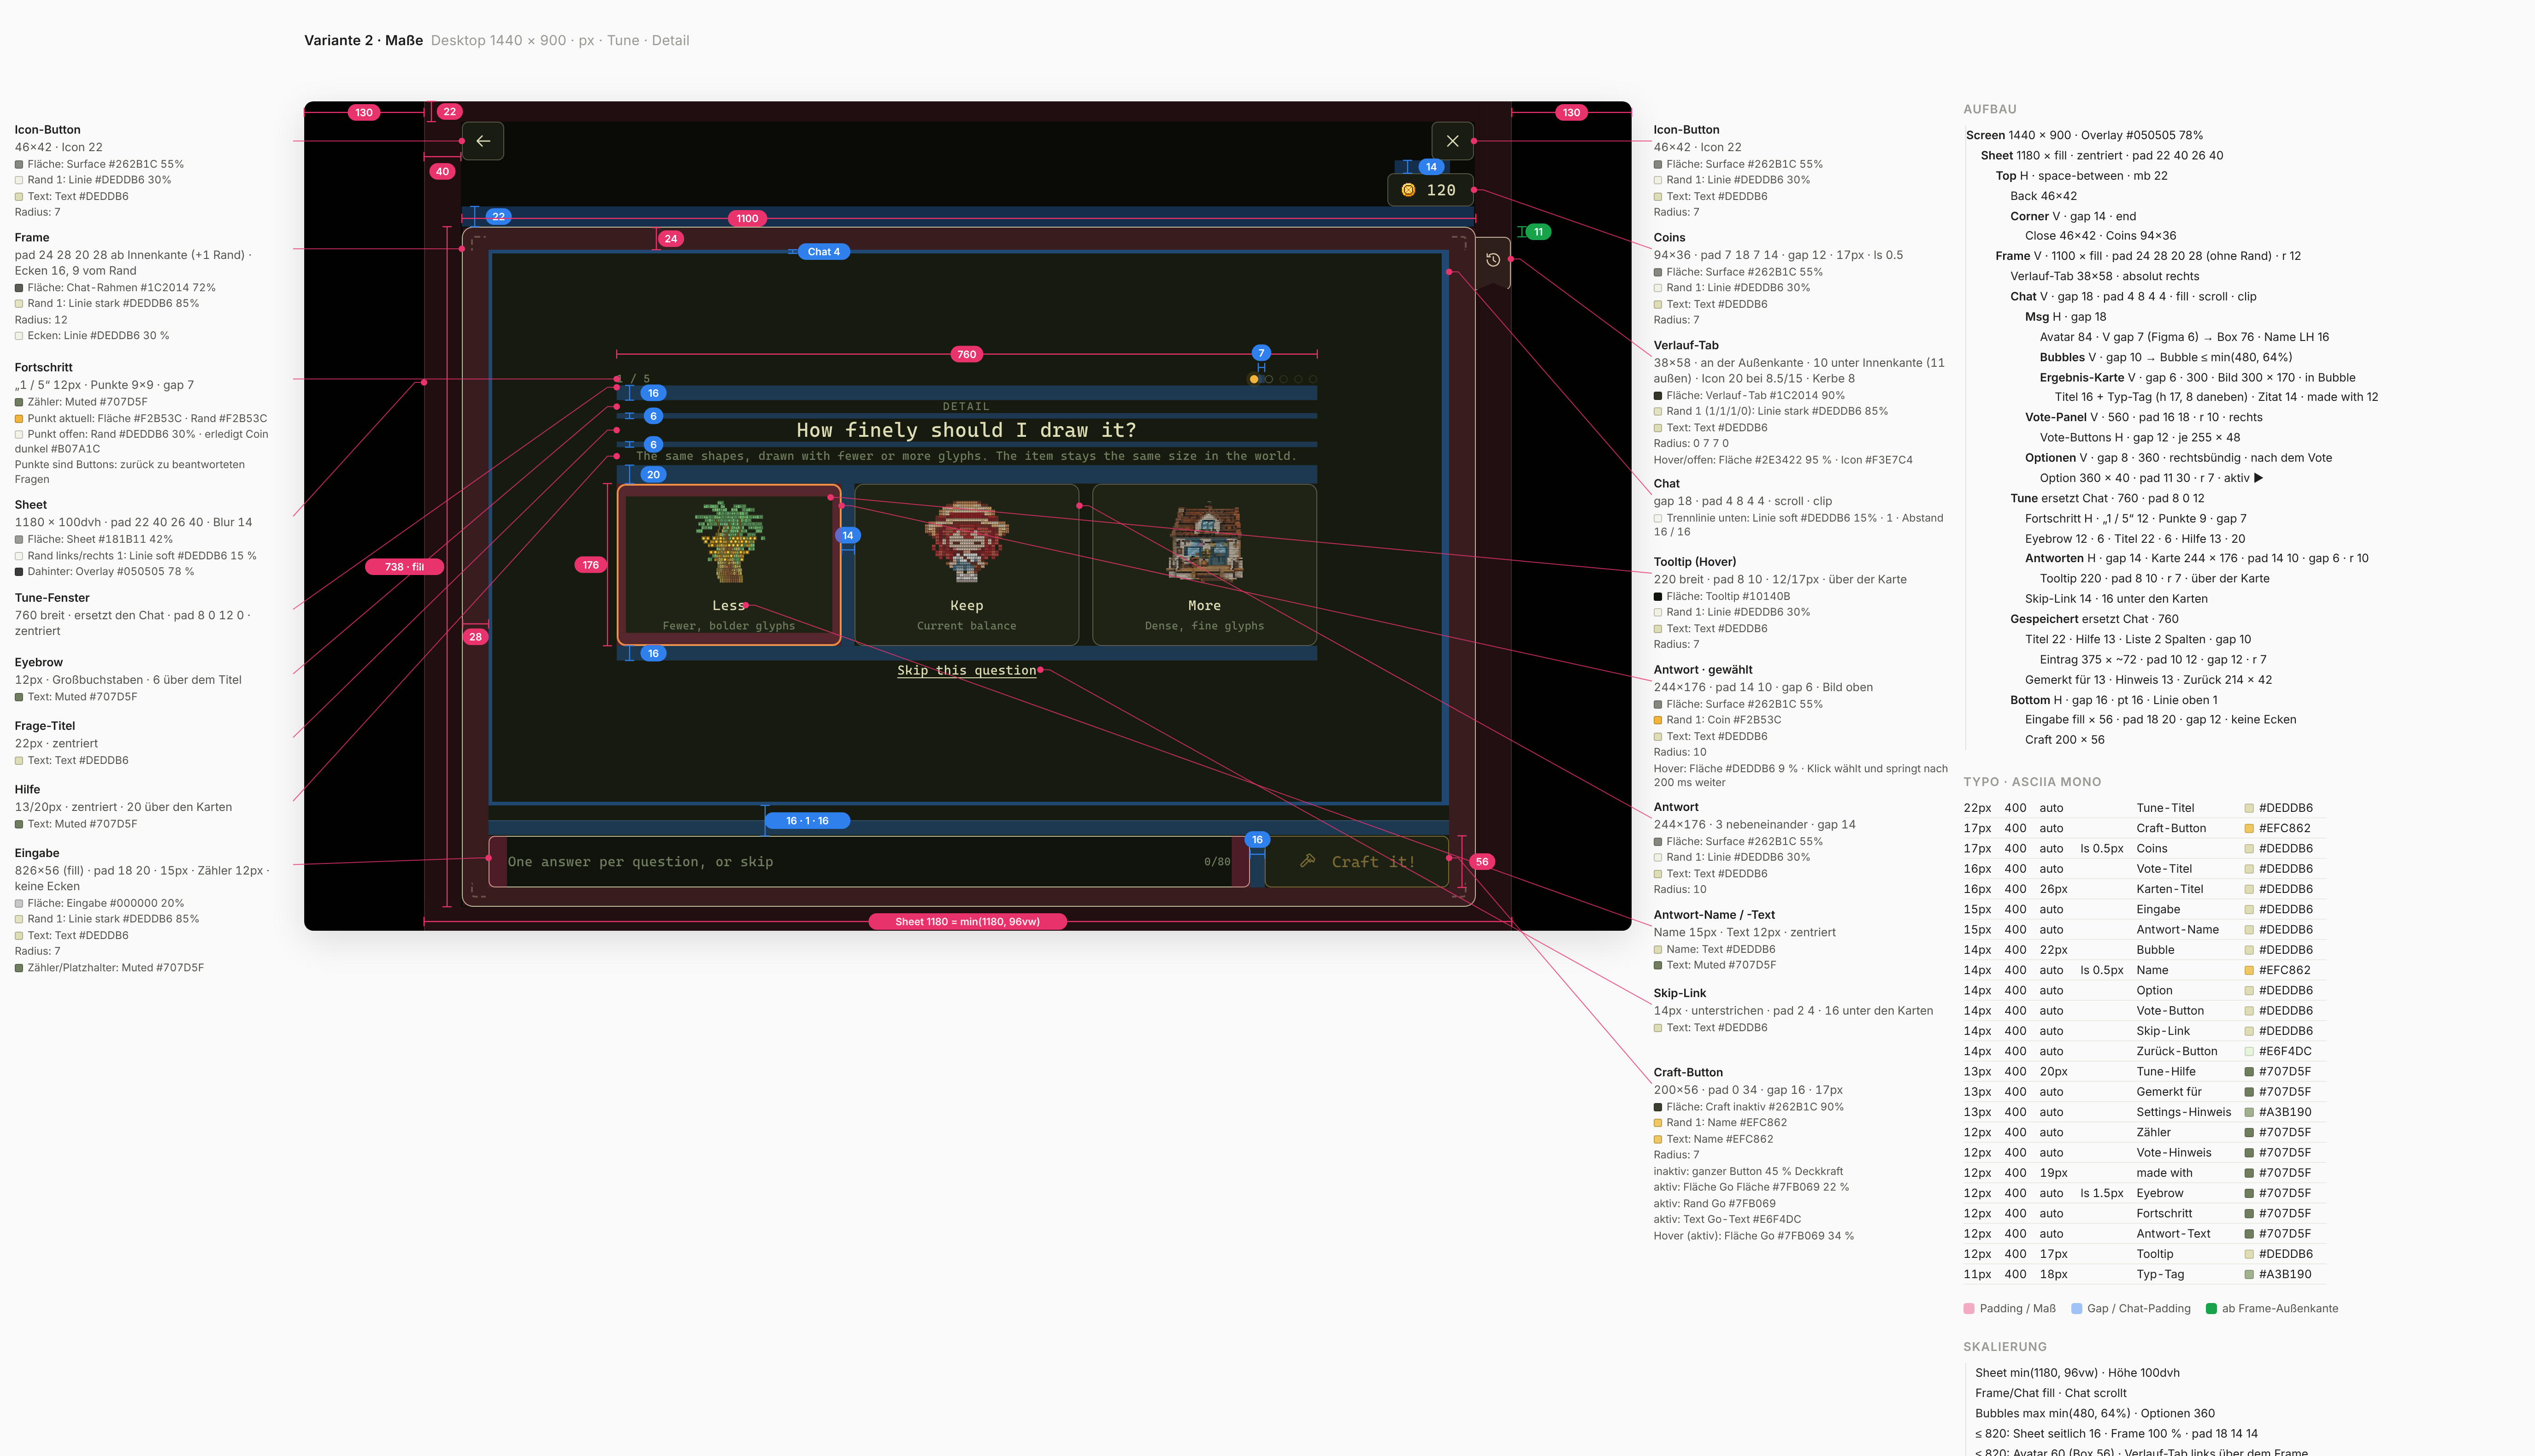 Variante 2 · Maße Desktop 1440 × 900 · px · Tune · Detail
Icon-Button
46×42 · Icon 22
Fläche: Surface #262B1C 55%
Rand 1: Linie #DEDDB6 30%
Text: Text #DEDDB6
Radius: 7
Frame
pad 24 28 20 28 ab Innenkante (+1 Rand) ·
Ecken 16, 9 vom Rand
Fläche: Chat-Rahmen #1C2014 72%
Rand 1: Linie stark #DEDDB6 85%
Radius: 12
Ecken: Linie #DEDDB6 30 %
Fortschritt
„1 / 5“ 12px · Punkte 9×9 · gap 7
Zähler: Muted #707D5F
Punkt aktuell: Fläche #F2B53C · Rand #F2B53C
Punkt offen: Rand #DEDDB6 30% · erledigt Coin
dunkel #B07A1C
Punkte sind Buttons: zurück zu beantworteten
Fragen
Sheet
1180 × 100dvh · pad 22 40 26 40 · Blur 14
Fläche: Sheet #181B11 42%
Rand links/rechts 1: Linie soft #DEDDB6 15 %
Dahinter: Overlay #050505 78 %
Tune-Fenster
760 breit · ersetzt den Chat · pad 8 0 12 0 ·
zentriert
Eyebrow
12px · Großbuchstaben · 6 über dem Titel
Text: Muted #707D5F
Frage-Titel
22px · zentriert
Text: Text #DEDDB6
Hilfe
13/20px · zentriert · 20 über den Karten
Text: Muted #707D5F
Eingabe
826×56 (fill) · pad 18 20 · 15px · Zähler 12px ·
keine Ecken
Fläche: Eingabe #000000 20%
Rand 1: Linie stark #DEDDB6 85%
Text: Text #DEDDB6
Radius: 7
Zähler/Platzhalter: Muted #707D5F
130
22
130
40
14
120
22
1100
24
11
Chat 4
760
7
/ 5
16
DETAIL
6
How finely should I draw it?
6
The same shapes, drawn with fewer or more glyphs. The item stays the same size in the world.
20
14
176
738 · fill
Less
Keep
More
Fewer, bolder glyphs
Current balance
Dense, fine glyphs
28
16
Skip this question
16 · 1 · 16
16
One answer per question, or skip
0/80
Craft it!
56
Sheet 1180 = min(1180, 96vw)
Icon-Button
46×42 · Icon 22
Fläche: Surface #262B1C 55%
Rand 1: Linie #DEDDB6 30%
Text: Text #DEDDB6
Radius: 7
Coins
94×36 · pad 7 18 7 14 · gap 12 · 17px · ls 0.5
Fläche: Surface #262B1C 55%
Rand 1: Linie #DEDDB6 30%
Text: Text #DEDDB6
Radius: 7
Verlauf-Tab
38×58 · an der Außenkante · 10 unter Innenkante (11
außen) · Icon 20 bei 8.5/15 · Kerbe 8
Fläche: Verlauf-Tab #1C2014 90%
Rand 1 (1/1/1/0): Linie stark #DEDDB6 85%
Text: Text #DEDDB6
Radius: 0 7 7 0
Hover/offen: Fläche #2E3422 95 % · Icon #F3E7C4
Chat
gap 18 · pad 4 8 4 4 · scroll · clip
Trennlinie unten: Linie soft #DEDDB6 15% · 1 · Abstand
16 / 16
Tooltip (Hover)
220 breit · pad 8 10 · 12/17px · über der Karte
Fläche: Tooltip #10140B
Rand 1: Linie #DEDDB6 30%
Text: Text #DEDDB6
Radius: 7
Antwort · gewählt
244×176 · pad 14 10 · gap 6 · Bild oben
Fläche: Surface #262B1C 55%
Rand 1: Coin #F2B53C
Text: Text #DEDDB6
Radius: 10
Hover: Fläche #DEDDB6 9 % · Klick wählt und springt nach
200 ms weiter
Antwort
244×176 · 3 nebeneinander · gap 14
Fläche: Surface #262B1C 55%
Rand 1: Linie #DEDDB6 30%
Text: Text #DEDDB6
Radius: 10
Antwort-Name / -Text
Name 15px · Text 12px · zentriert
Name: Text #DEDDB6
Text: Muted #707D5F
Skip-Link
14px · unterstrichen · pad 2 4 · 16 unter den Karten
Text: Text #DEDDB6
Craft-Button
200×56 · pad 0 34 · gap 16 · 17px
Fläche: Craft inaktiv #262B1C 90%
Rand 1: Name #EFC862
Text: Name #EFC862
Radius: 7
inaktiv: ganzer Button 45 % Deckkraft
aktiv: Fläche Go Fläche #7FB069 22 %
aktiv: Rand Go #7FB069
aktiv: Text Go-Text #E6F4DC
Hover (aktiv): Fläche Go #7FB069 34 %
AUFBAU
Screen 1440 × 900 · Overlay #050505 78%
Sheet 1180 × fill · zentriert · pad 22 40 26 40
Top H · space-between · mb 22
Back 46×42
Corner V · gap 14 · end
Close 46×42 · Coins 94×36
Frame V · 1100 × fill · pad 24 28 20 28 (ohne Rand) · r 12
Verlauf-Tab 38×58 · absolut rechts
Chat V · gap 18 · pad 4 8 4 4 · fill · scroll · clip
Msg H · gap 18
Avatar 84 · V gap 7 (Figma 6) → Box 76 · Name LH 16
Bubbles V · gap 10 → Bubble ≤ min(480, 64%)
Ergebnis-Karte V · gap 6 · 300 · Bild 300 × 170 · in Bubble
Titel 16 + Typ-Tag (h 17, 8 daneben) · Zitat 14 · made with 12
Vote-Panel V · 560 · pad 16 18 · r 10 · rechts
Vote-Buttons H · gap 12 · je 255 × 48
Optionen V · gap 8 · 360 · rechtsbündig · nach dem Vote
Option 360 × 40 · pad 11 30 · r 7 · aktiv ▶
Tune ersetzt Chat · 760 · pad 8 0 12
Fortschritt H · „1 / 5“ 12 · Punkte 9 · gap 7
Eyebrow 12 · 6 · Titel 22 · 6 · Hilfe 13 · 20
Antworten H · gap 14 · Karte 244 × 176 · pad 14 10 · gap 6 · r 10
Tooltip 220 · pad 8 10 · r 7 · über der Karte
Skip-Link 14 · 16 unter den Karten
Gespeichert ersetzt Chat · 760
Titel 22 · Hilfe 13 · Liste 2 Spalten · gap 10
Eintrag 375 × ~72 · pad 10 12 · gap 12 · r 7
Gemerkt für 13 · Hinweis 13 · Zurück 214 × 42
Bottom H · gap 16 · pt 16 · Linie oben 1
Eingabe fill × 56 · pad 18 20 · gap 12 · keine Ecken
Craft 200 × 56
TYPO · ASCIIA MONO
22px 400 auto Tune-Titel #DEDDB6
17px 400 auto Craft-Button #EFC862
17px 400 auto ls 0.5px Coins #DEDDB6
16px 400 auto Vote-Titel #DEDDB6
16px 400 26px Karten-Titel #DEDDB6
15px 400 auto Eingabe #DEDDB6
15px 400 auto Antwort-Name #DEDDB6
14px 400 22px Bubble #DEDDB6
14px 400 auto ls 0.5px Name #EFC862
14px 400 auto Option #DEDDB6
14px 400 auto Vote-Button #DEDDB6
14px 400 auto Skip-Link #DEDDB6
14px 400 auto Zurück-Button #E6F4DC
13px 400 20px Tune-Hilfe #707D5F
13px 400 auto Gemerkt für #707D5F
13px 400 auto Settings-Hinweis #A3B190
12px 400 auto Zähler #707D5F
12px 400 auto Vote-Hinweis #707D5F
12px 400 19px made with #707D5F
12px 400 auto ls 1.5px Eyebrow #707D5F
12px 400 auto Fortschritt #707D5F
12px 400 auto Antwort-Text #707D5F
12px 400 17px Tooltip #DEDDB6
11px 400 18px Typ-Tag #A3B190
Padding / Maß Gap / Chat-Padding ab Frame-Außenkante
SKALIERUNG
Sheet min(1180, 96vw) · Höhe 100dvh
Frame/Chat fill · Chat scrollt
Bubbles max min(480, 64%) · Optionen 360
≤ 820: Sheet seitlich 16 · Frame 100 % · pad 18 14 14
≤ 820: Avatar 60 (Box 56) · Verlauf-Tab links über dem Frame